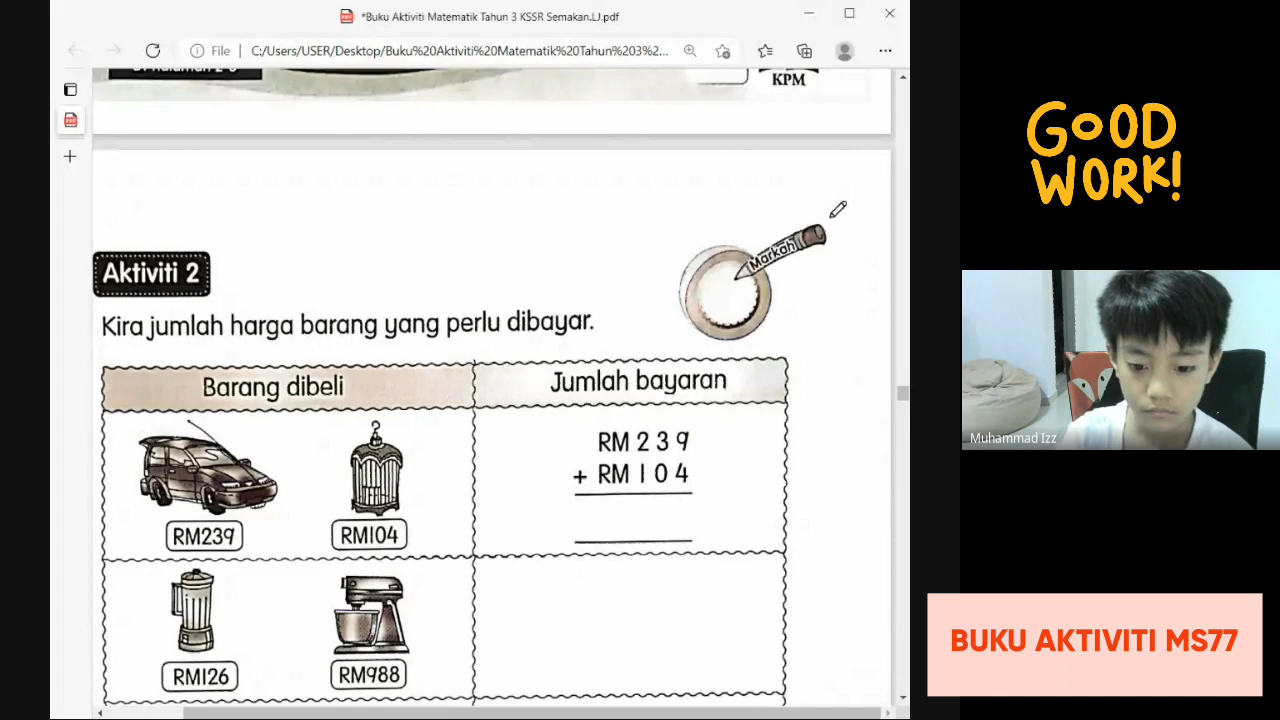 *Buku Aktiviti Matematik Tahun 3 KSSR Semakan.LJ.pdf
File | C:/Users/USER/Desktop/Buku%20Aktiviti%20Matematik%20Tahun%203%2...
KPM
GOOD
WORK!
Markah
Aktiviti 2
Kira jumlah harga barang yang perlu dibayar.
Barang dibeli
Jumlah bayaran
RM 2 3 9
+ RM 1 0 4
RM239
RM104
RM126
RM988
Muhammad Izz
BUKU AKTIVITI MS77